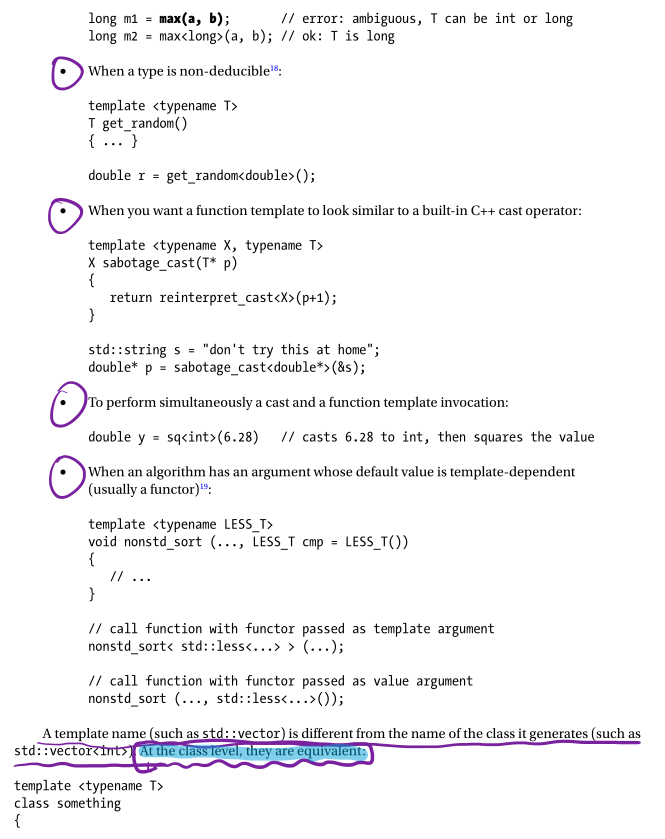 long m1 = max(a, b);       // error: ambiguous, T can be int or long
long m2 = max<long>(a, b); // ok: T is long
• When a type is non-deducible18:
template <typename T>
T get_random()
{ ... }
double r = get_random<double>();
• When you want a function template to look similar to a built-in C++ cast operator:
template <typename X, typename T>
X sabotage_cast(T* p)
{
   return reinterpret_cast<X>(p+1);
}
std::string s = "don't try this at home";
double* p = sabotage_cast<double*>(&s);
• To perform simultaneously a cast and a function template invocation:
double y = sq<int>(6.28)   // casts 6.28 to int, then squares the value
• When an algorithm has an argument whose default value is template-dependent
(usually a functor)19:
template <typename LESS_T>
void nonstd_sort (..., LESS_T cmp = LESS_T())
{
   // ...
}
// call function with functor passed as template argument
nonstd_sort< std::less<...> > (...);
// call function with functor passed as value argument
nonstd_sort (..., std::less<...>());
A template name (such as std::vector) is different from the name of the class it generates (such as
std::vector<int>). At the class level, they are equivalent:
template <typename T>
class something
{